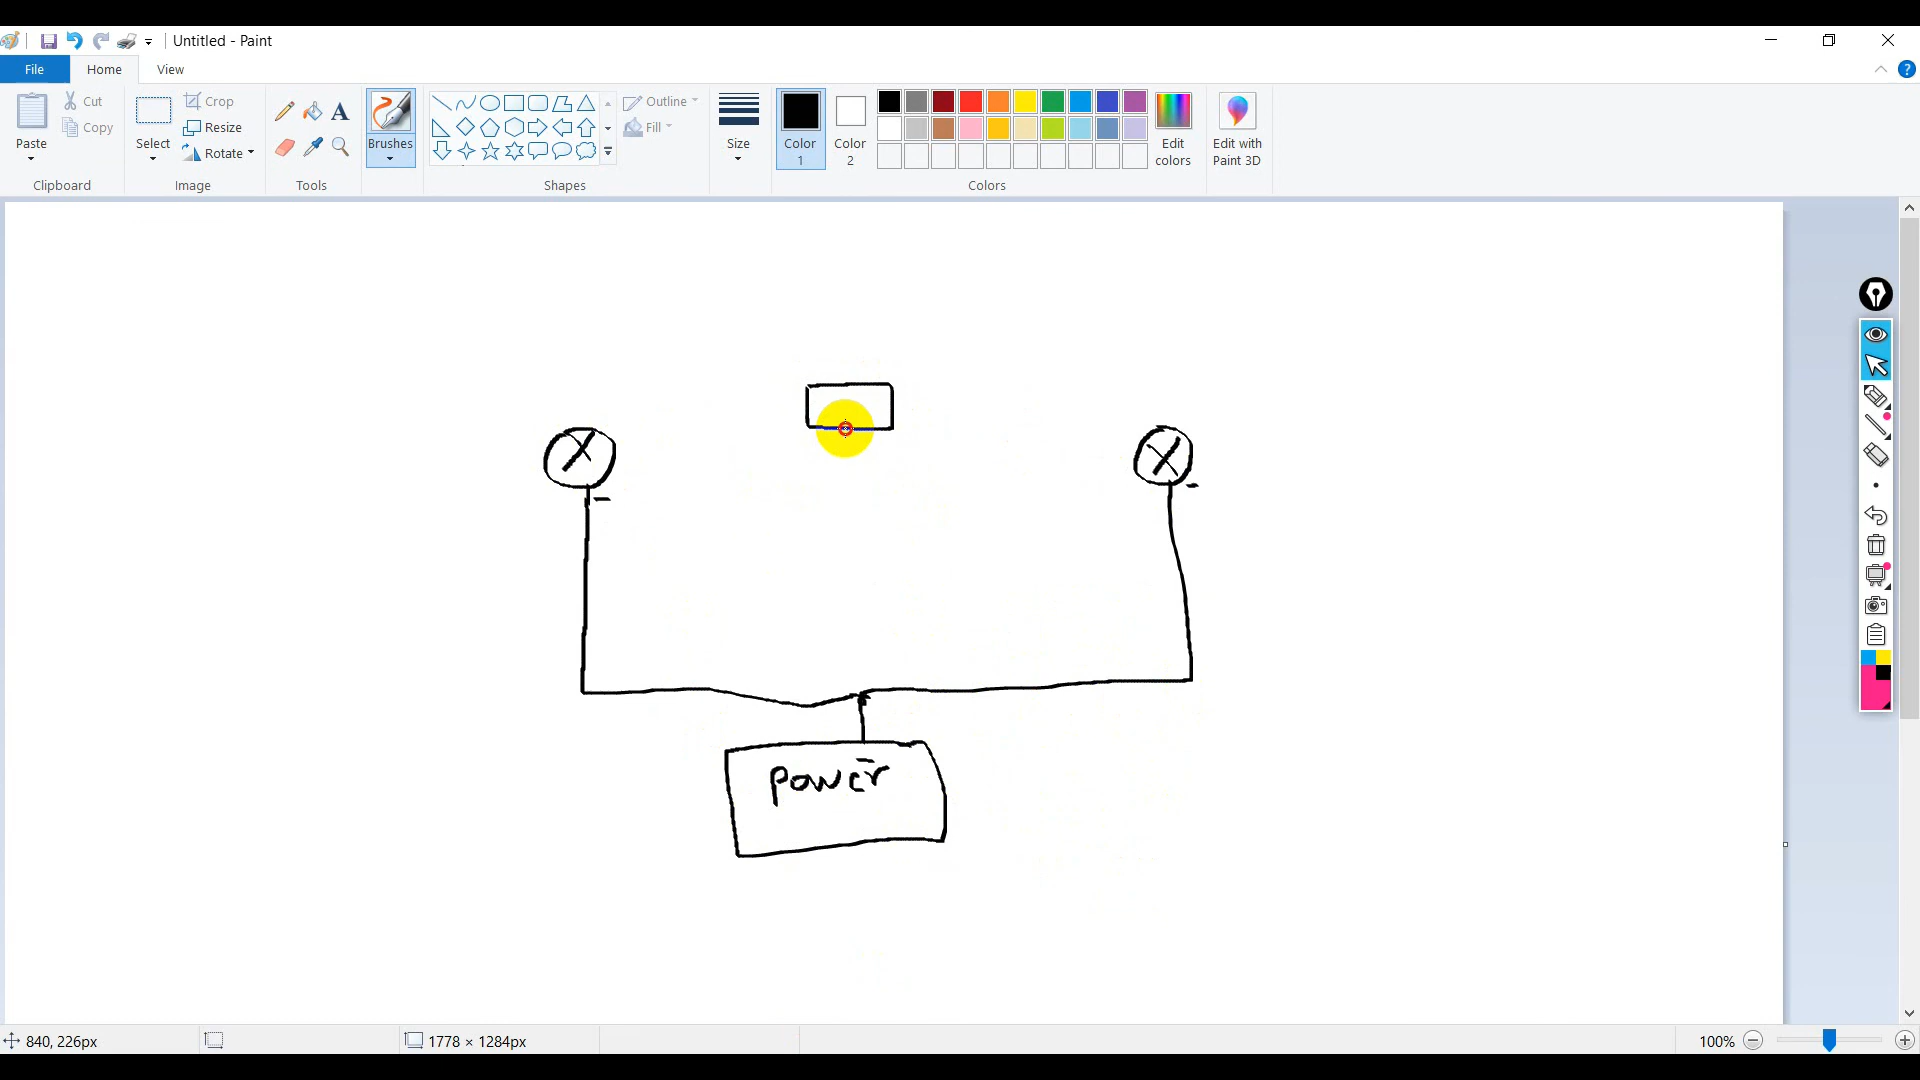 Untitled - Paint
File Home View
Paste
Cut
Copy
Clipboard
Select
Crop
Resize
Rotate
Image
A
Tools
Brushes
Outline
Fill
Shapes
Size
Color 1
Color 2
Edit colors
Colors
Edit with Paint 3D
?
-
-
Power
840, 226px
1778 × 1284px
100%